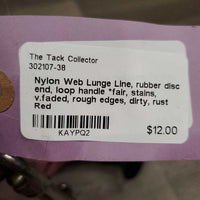 The Tack Collector
302107-38
Nylon Web Lunge Line, rubber disc
end, loop handle *fair, stains,
v.faded, rough edges, dirty, rust
Red
KAYPQ2
$12.00